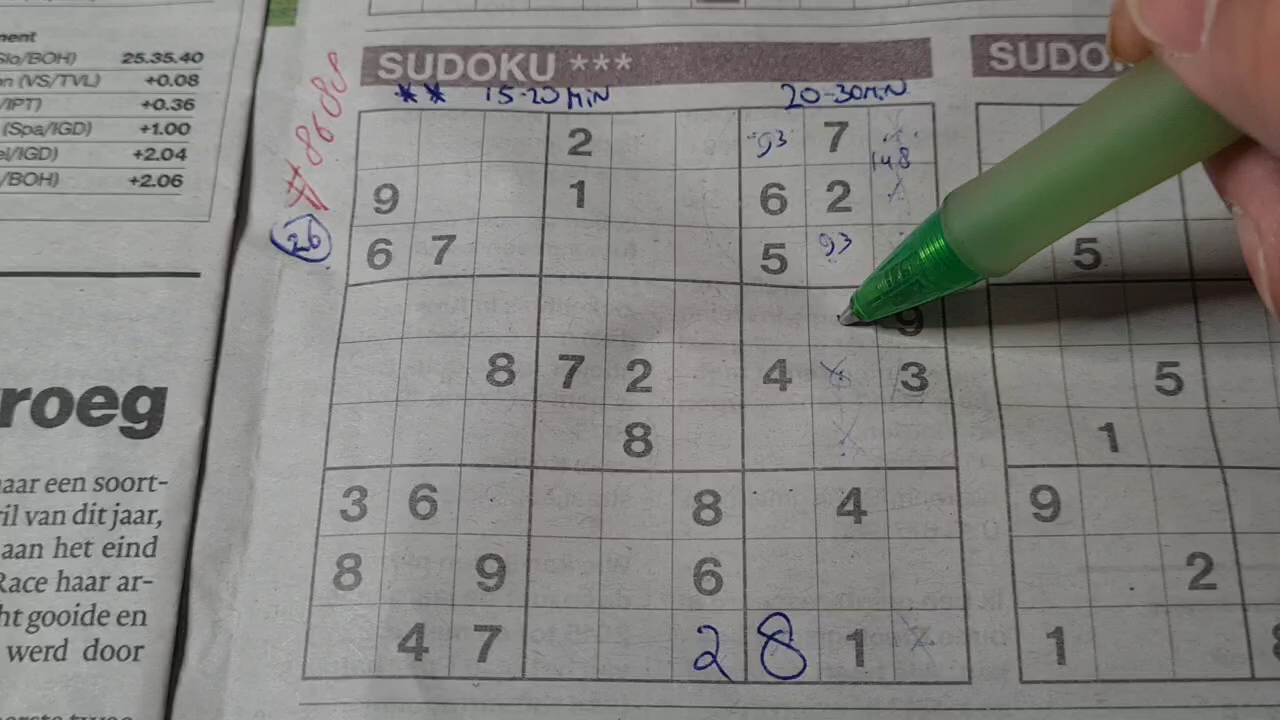 ment
Slo/BOH) 25.35.40
n (VS/TVL) +0.08
/IPT) +0.36
(Spa/IGD) +1.00
el/IGD) +2.04
/BOH) +2.06
roeg
aar een soort-
ril van dit jaar,
aan het eind
Race haar ar-
ht gooide en
werd door
#8688
26
SUDOKU ***
** 15-20 MIN 20-30 MIN
2 93 7 148
9 1 6 2
6 7 5 93
9
8 7 2 4 3
8
3 6 8 4
8 9 6
4 7 2 8 1
SUDO
5
5
1
9
2
1 8